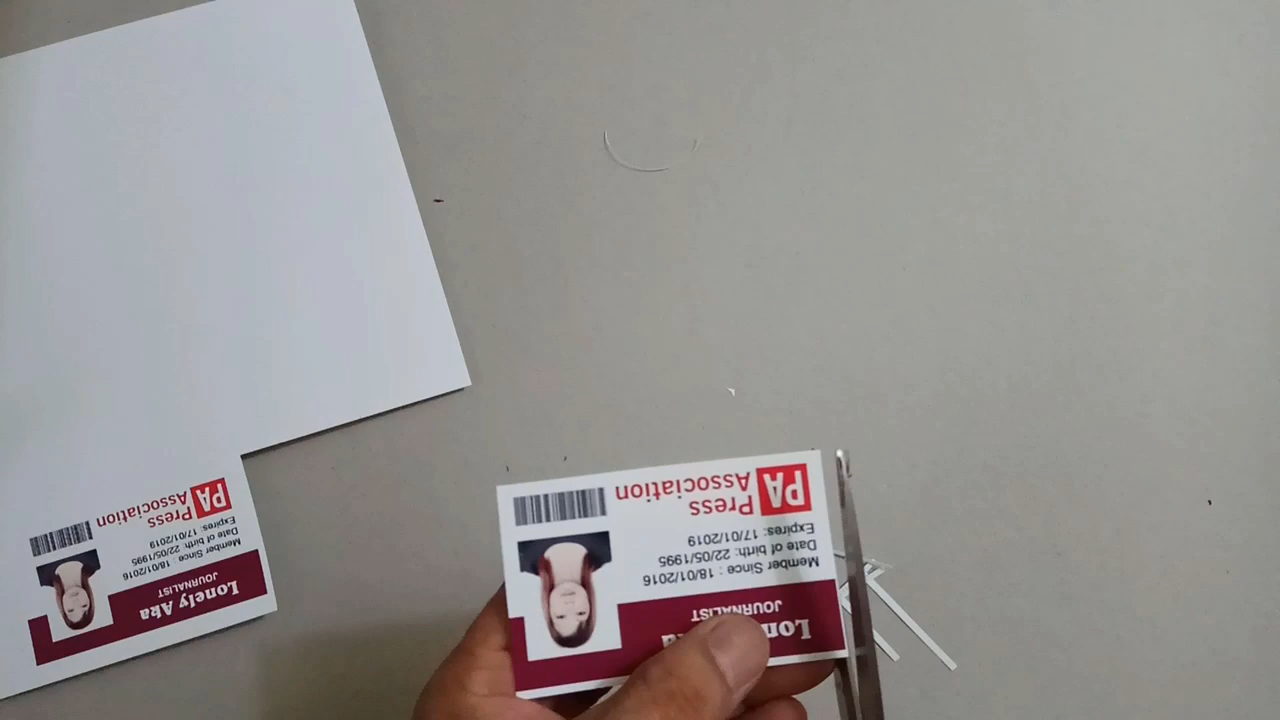 Lonely Aka
JOURNALIST
Member Since : 18/01/2016
Date of birth: 22/05/1995
Expires: 17/01/2019
PA Press
Association
Lon
JOURNALIST
Member Since : 18/01/2016
Date of birth: 22/05/1995
Expires: 17/01/2019
PA Press
Association